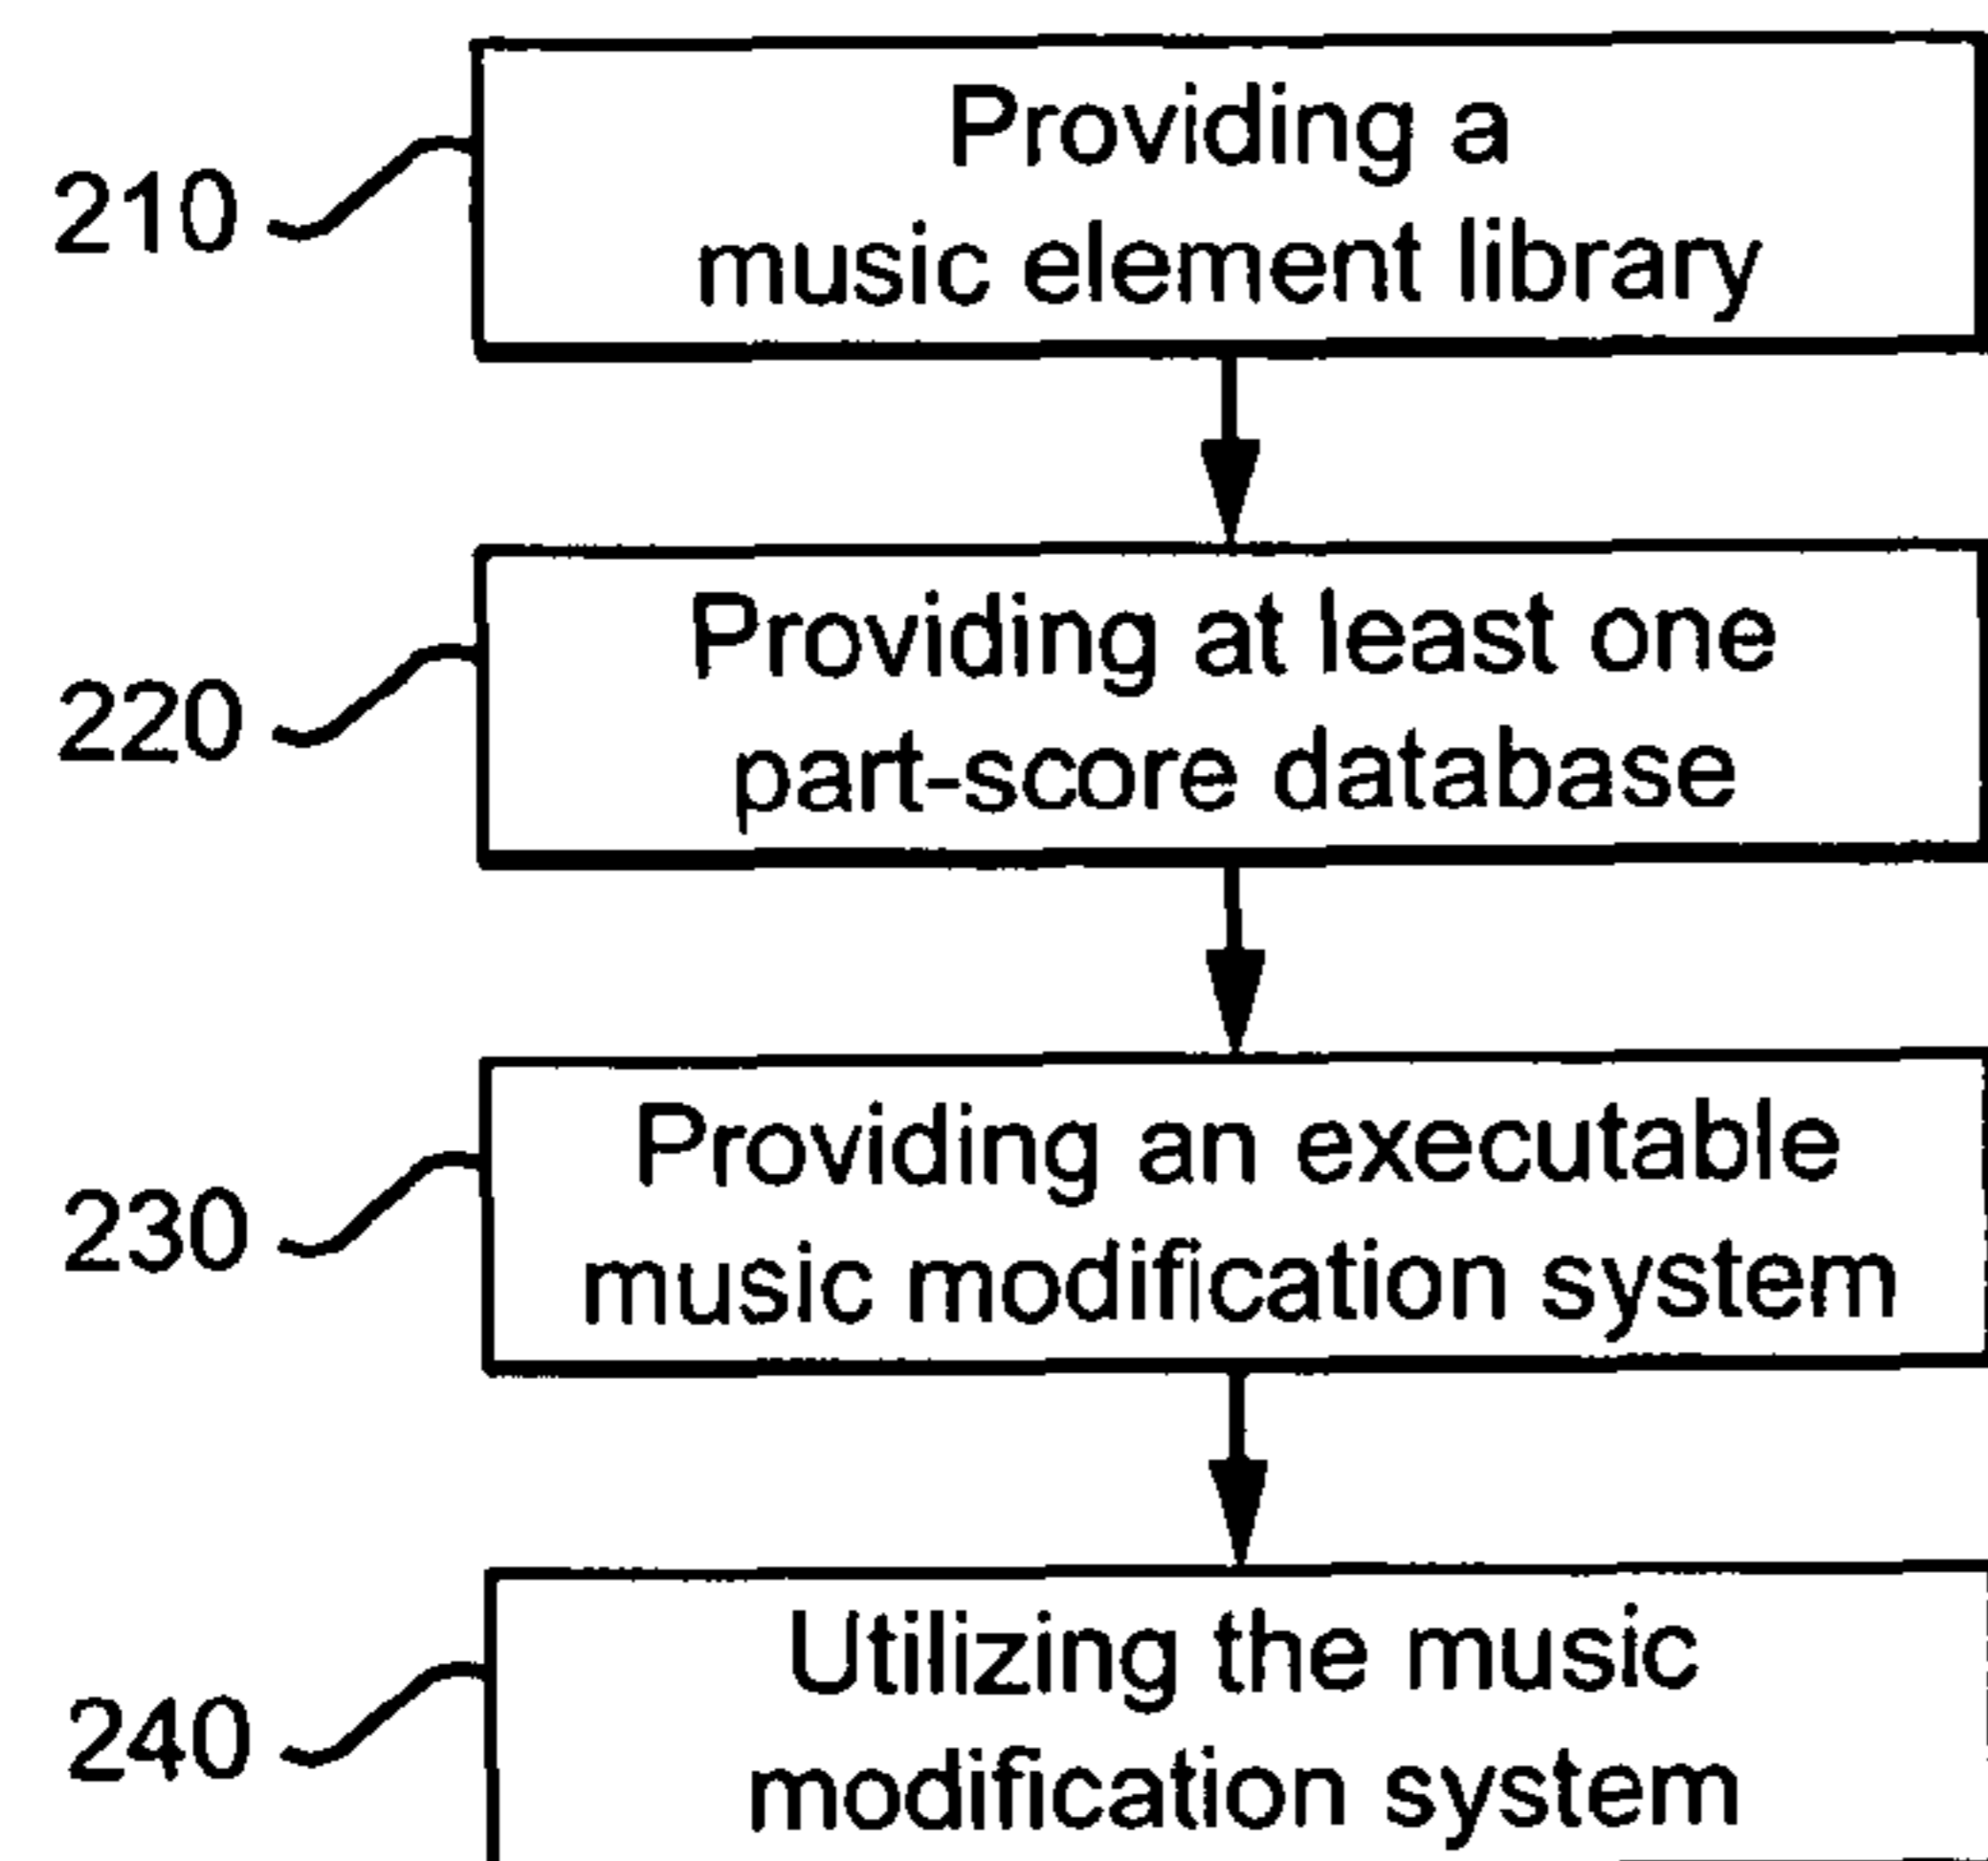 Providing a
210
music element library
Providing at least one
220
part-score database
Providing an executable
230
music modification system
Utilizing the music
240
modification system